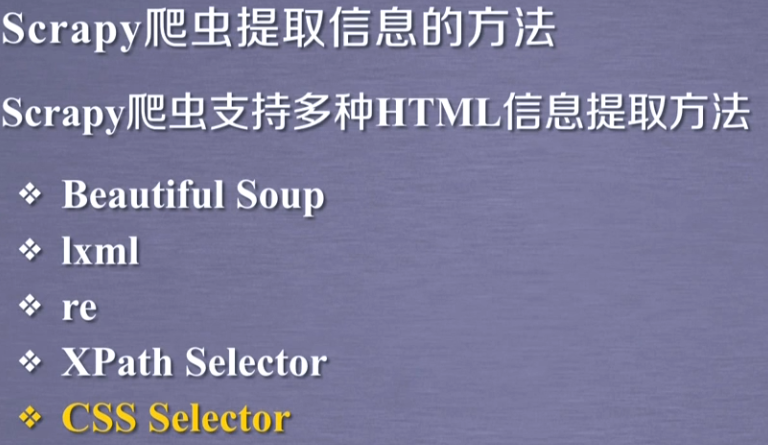 Scrapy爬虫提取信息的方法
Scrapy爬虫支持多种HTML信息提取方法
❖ Beautiful Soup
❖ lxml
❖ re
❖ XPath Selector
❖ CSS Selector